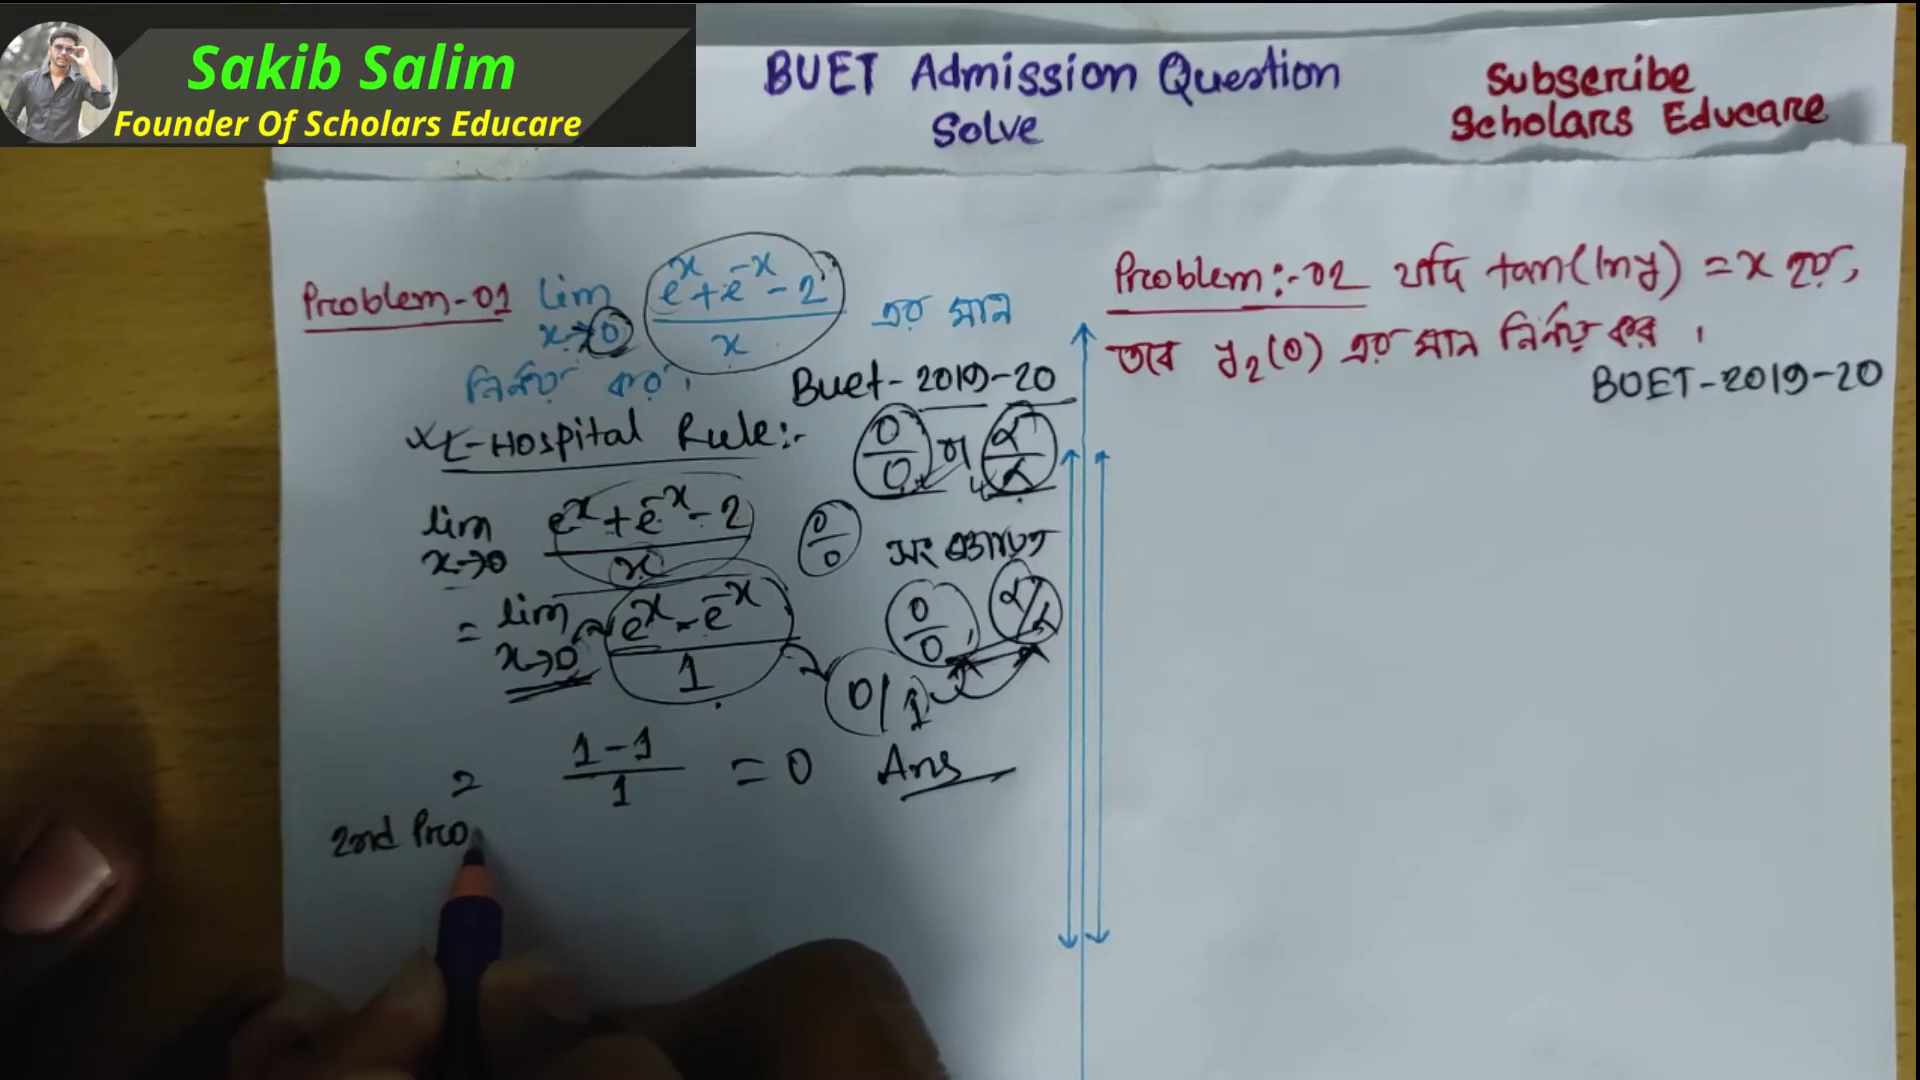 Sakib Salim
Founder Of Scholars Educare
BUET Admission Question
Solve
Subscribe
Scholars Educare
Problem-01 lim x→0 (e^x + e^-x - 2)/x এর মান
নির্ণয় কর।
Buet-2019-20
L-Hospital Rule:-
0/0 বা α/α
lim x→0 (e^x + e^-x - 2)/x 0/0
= lim x→0 (e^x - e^-x)/1
0/0, α/α
0/1
= (1-1)/1 = 0 Ans
2nd Pro
Problem:-02 যদি tan(lny) = x হয়,
তবে y₂(0) এর মান নির্ণয় কর।
BUET-2019-20